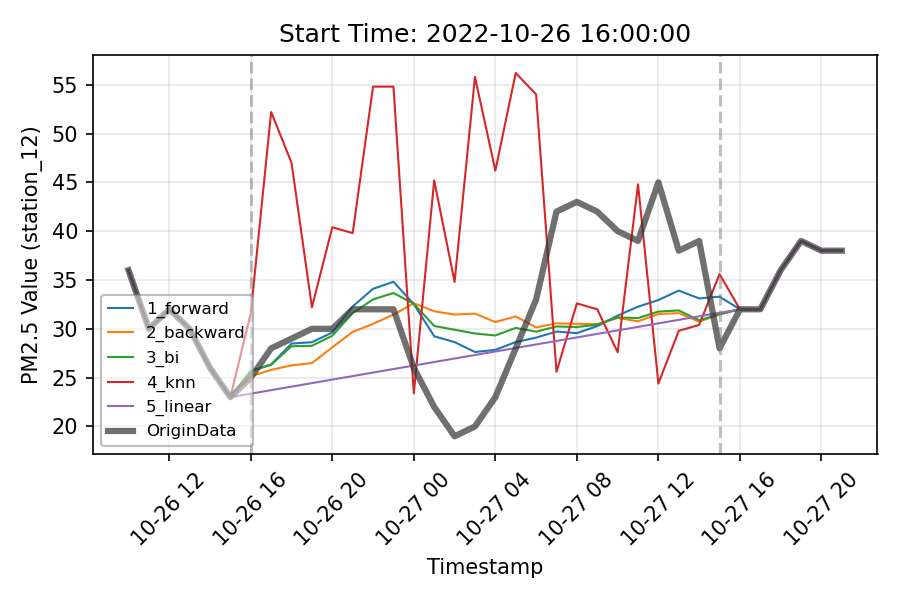 Start Time: 2022-10-26 16:00:00
PM2.5 Value (station_12)
55
50
45
40
35
30
25
20
1_forward
2_backward
3_bi
4_knn
5_linear
OriginData
10-26 12
10-26 16
10-26 20
10-27 00
10-27 04
10-27 08
10-27 12
10-27 16
10-27 20
Timestamp